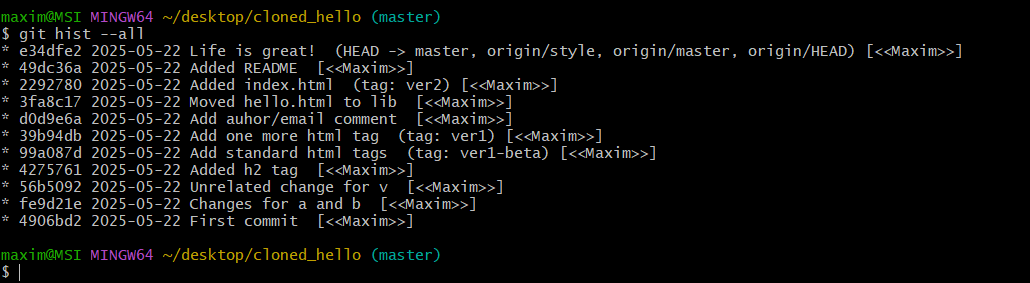 maxim@MSI MINGW64 ~/desktop/cloned_hello (master)
$ git hist --all
* e34dfe2 2025-05-22 Life is great!  (HEAD -> master, origin/style, origin/master, origin/HEAD) [<<Maxim>>]
* 49dc36a 2025-05-22 Added README  [<<Maxim>>]
* 2292780 2025-05-22 Added index.html  (tag: ver2) [<<Maxim>>]
* 3fa8c17 2025-05-22 Moved hello.html to lib  [<<Maxim>>]
* d0d9e6a 2025-05-22 Add auhor/email comment  [<<Maxim>>]
* 39b94db 2025-05-22 Add one more html tag  (tag: ver1) [<<Maxim>>]
* 99a087d 2025-05-22 Add standard html tags  (tag: ver1-beta) [<<Maxim>>]
* 4275761 2025-05-22 Added h2 tag  [<<Maxim>>]
* 56b5092 2025-05-22 Unrelated change for v  [<<Maxim>>]
* fe9d21e 2025-05-22 Changes for a and b  [<<Maxim>>]
* 4906bd2 2025-05-22 First commit  [<<Maxim>>]
maxim@MSI MINGW64 ~/desktop/cloned_hello (master)
$